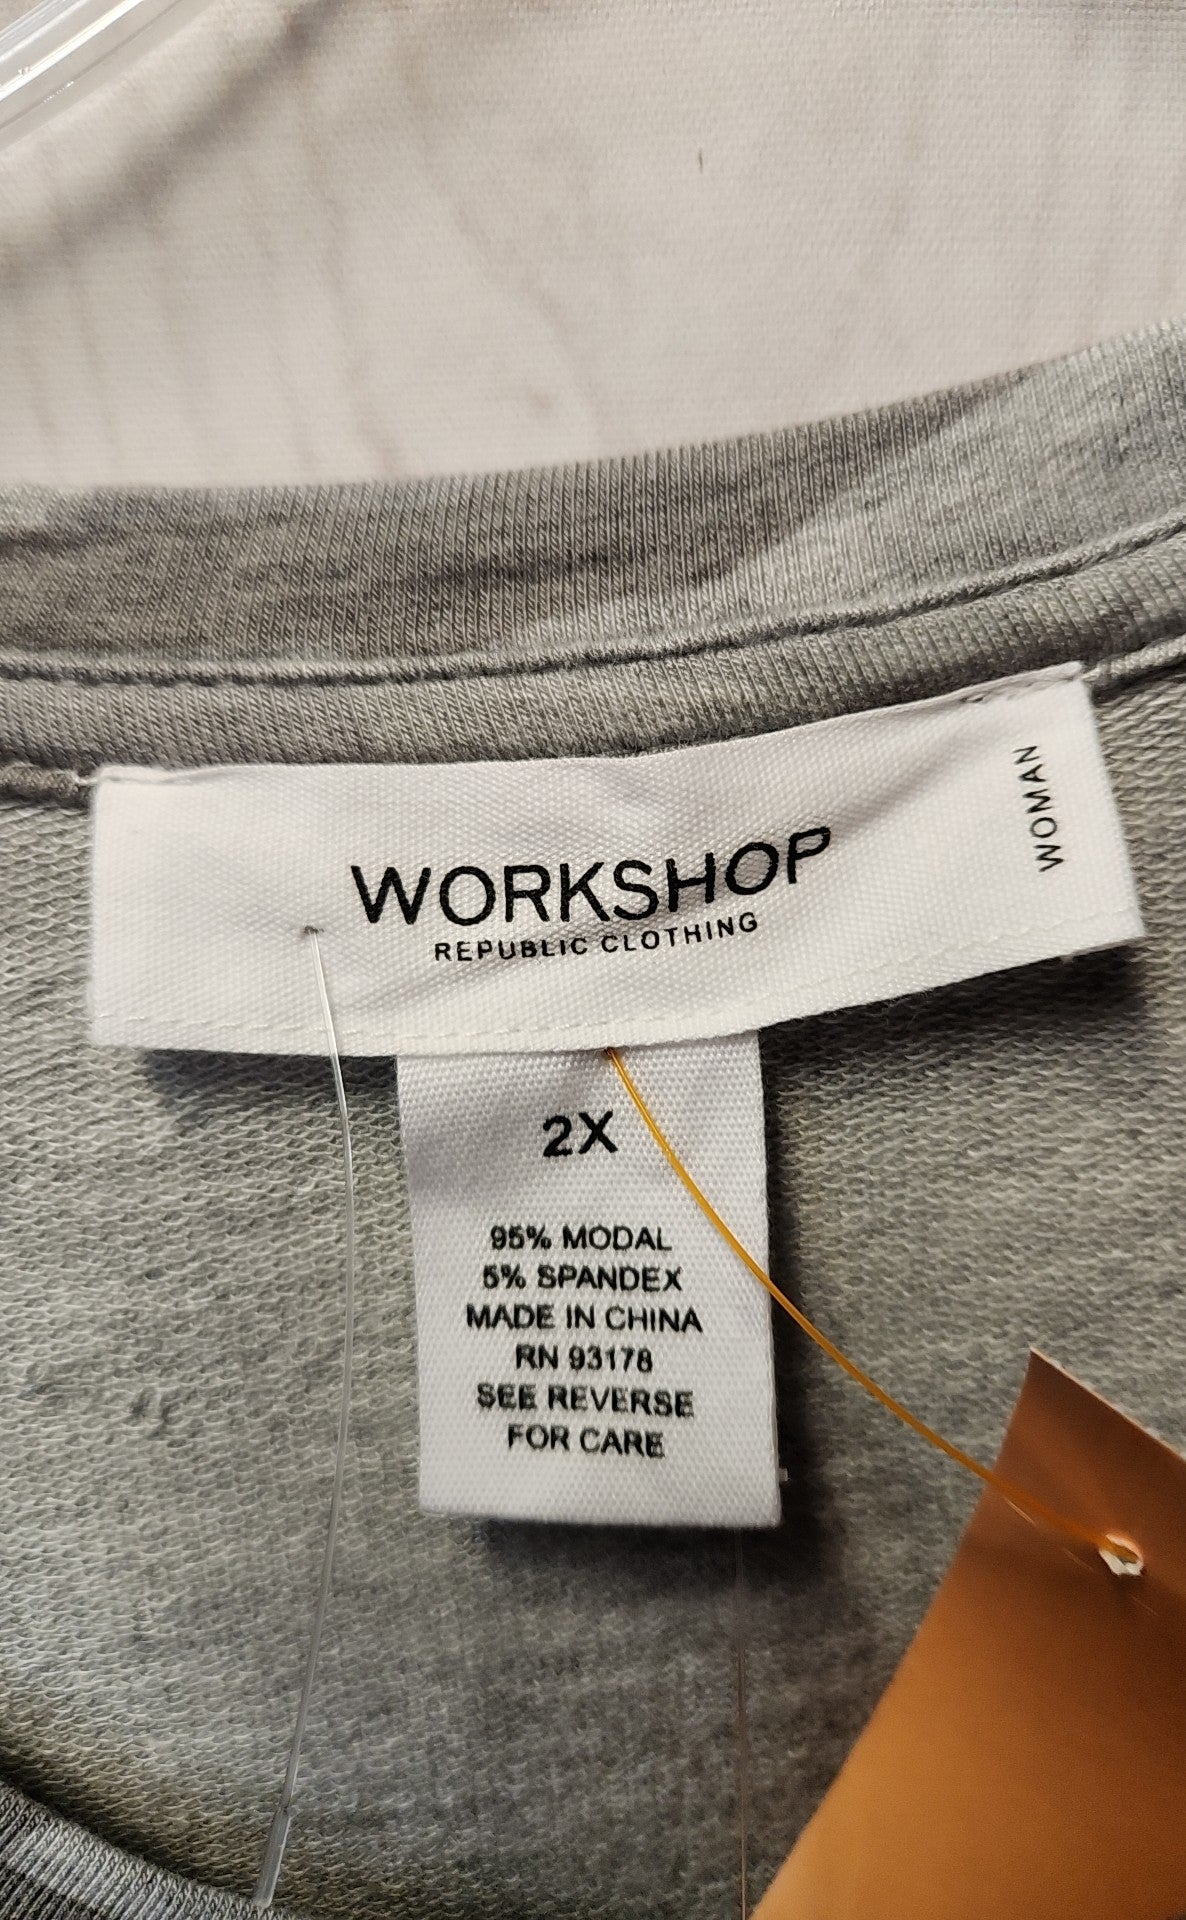 WORKSHOP
REPUBLIC CLOTHING
WOMAN
2X
95% MODAL
5% SPANDEX
MADE IN CHINA
RN 93178
SEE REVERSE
FOR CARE